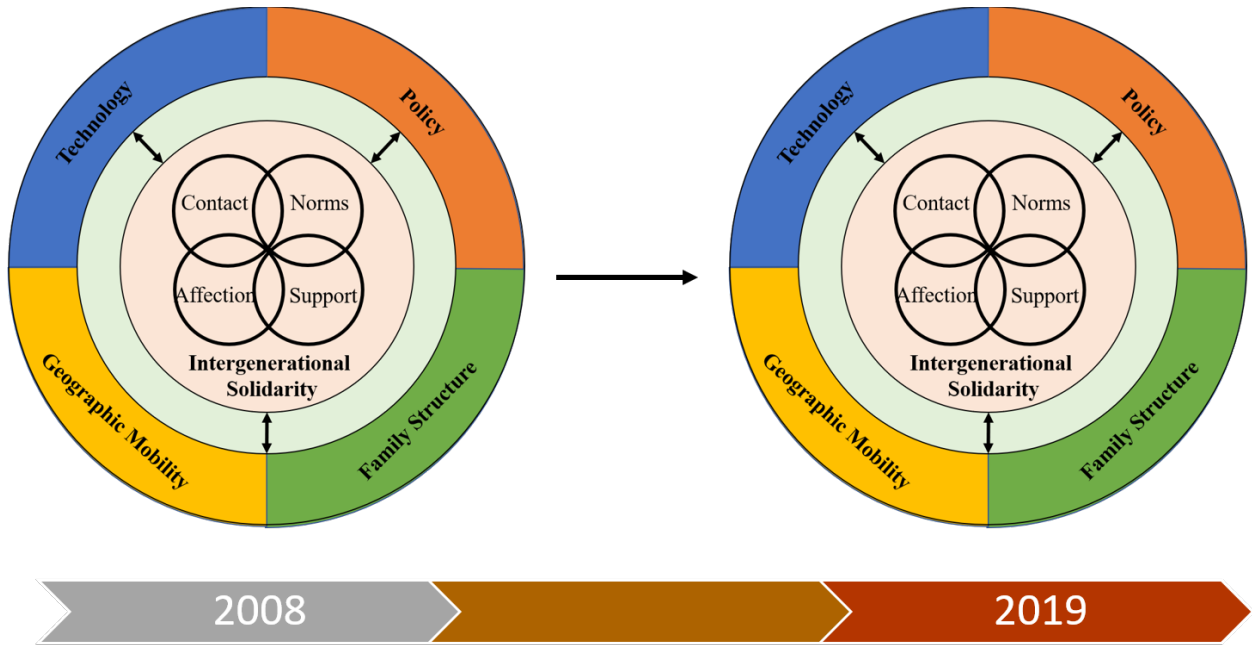 Technology
Policy
Contact
Norms
Affection
Support
Intergenerational
Solidarity
Geographic Mobility
Family Structure
Technology
Policy
Contact
Norms
Affection
Support
Intergenerational
Solidarity
Geographic Mobility
Family Structure
2008
2019